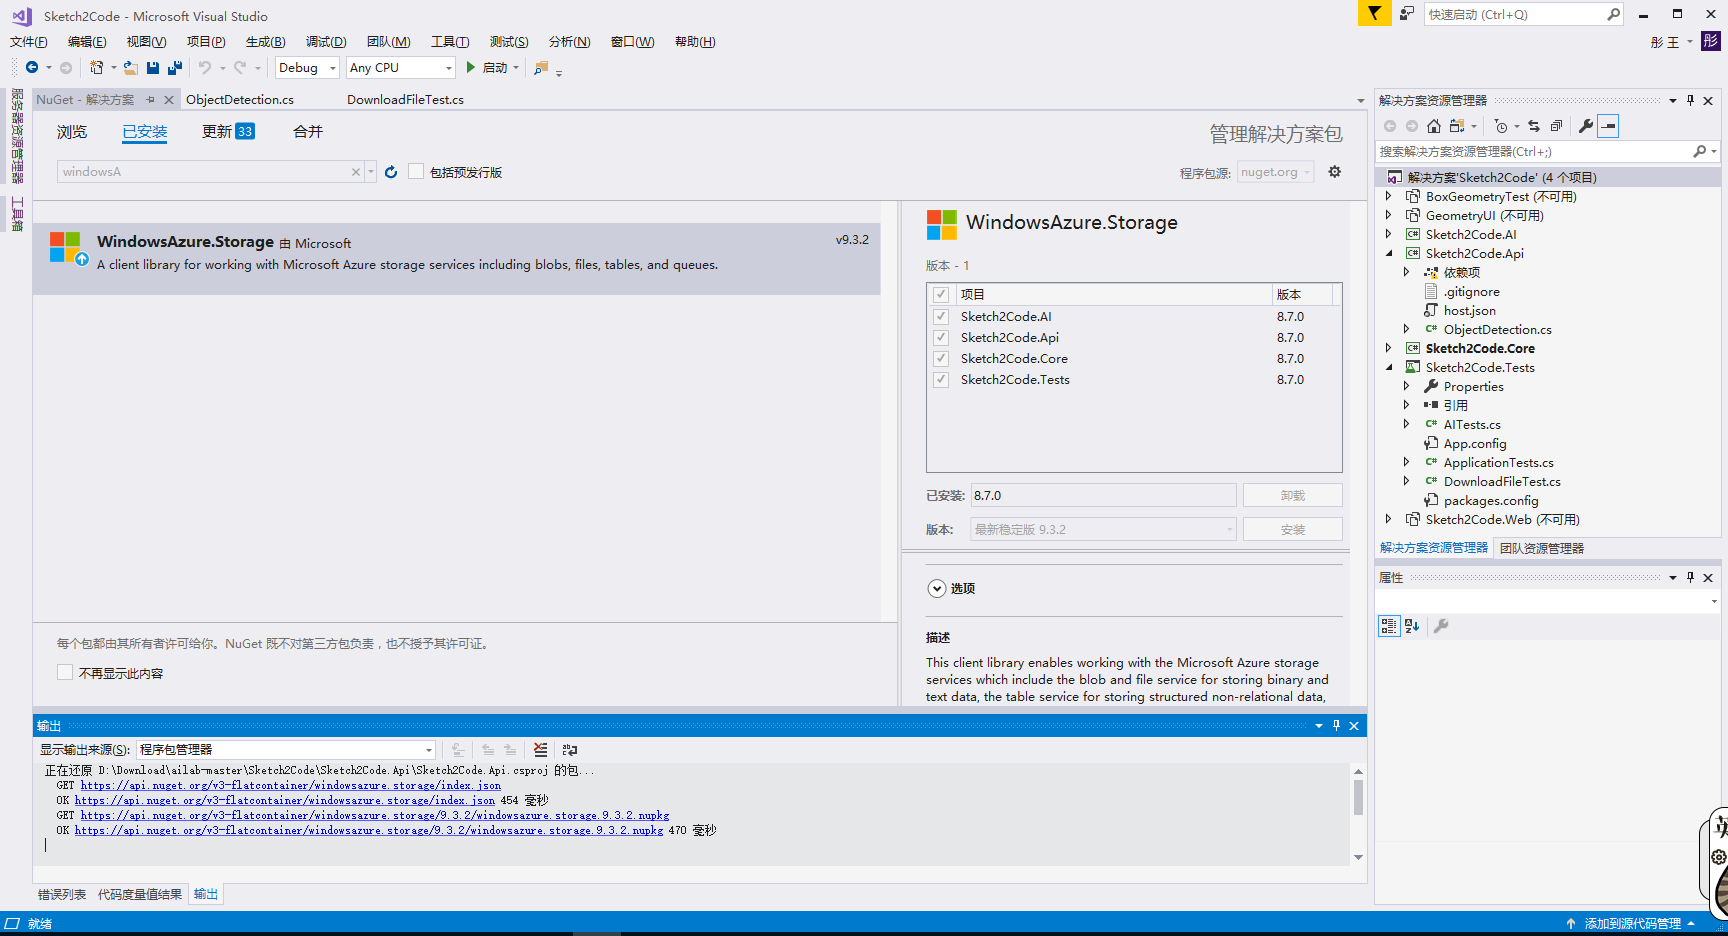 Sketch2Code - Microsoft Visual Studio
快速启动 (Ctrl+Q)
文件(F) 编辑(E) 视图(V) 项目(P) 生成(B) 调试(D) 团队(M) 工具(T) 测试(S) 分析(N) 窗口(W) 帮助(H)
彤 王 彤
Debug Any CPU 启动
服务器资源管理器
工具箱
NuGet - 解决方案 ObjectDetection.cs DownloadFileTest.cs
浏览 已安装 更新 33 合并
管理解决方案包
windowsA 包括预发行版
程序包源: nuget.org
WindowsAzure.Storage 由 Microsoft v9.3.2
A client library for working with Microsoft Azure storage services including blobs, files, tables, and queues.
每个包都由其所有者许可给你。NuGet 既不对第三方包负责，也不授予其许可证。
不再显示此内容
WindowsAzure.Storage
版本 - 1
项目 版本
Sketch2Code.AI 8.7.0
Sketch2Code.Api 8.7.0
Sketch2Code.Core 8.7.0
Sketch2Code.Tests 8.7.0
已安装: 8.7.0 卸载
版本: 最新稳定版 9.3.2 安装
选项
描述
This client library enables working with the Microsoft Azure storage
services which include the blob and file service for storing binary and
text data, the table service for storing structured non-relational data,
输出
显示输出来源(S): 程序包管理器
正在还原 D:\Download\ailab-master\Sketch2Code\Sketch2Code.Api\Sketch2Code.Api.csproj 的包...
GET https://api.nuget.org/v3-flatcontainer/windowsazure.storage/index.json
OK https://api.nuget.org/v3-flatcontainer/windowsazure.storage/index.json 454 毫秒
GET https://api.nuget.org/v3-flatcontainer/windowsazure.storage/9.3.2/windowsazure.storage.9.3.2.nupkg
OK https://api.nuget.org/v3-flatcontainer/windowsazure.storage/9.3.2/windowsazure.storage.9.3.2.nupkg 470 毫秒
错误列表 代码度量值结果 输出
解决方案资源管理器
搜索解决方案资源管理器(Ctrl+;)
解决方案'Sketch2Code' (4 个项目)
BoxGeometryTest (不可用)
GeometryUI (不可用)
C# Sketch2Code.AI
C# Sketch2Code.Api
依赖项
.gitignore
host.json
C# ObjectDetection.cs
C# Sketch2Code.Core
Sketch2Code.Tests
Properties
引用
C# AITests.cs
App.config
C# ApplicationTests.cs
C# DownloadFileTest.cs
packages.config
Sketch2Code.Web (不可用)
解决方案资源管理器 团队资源管理器
属性
英
就绪
添加到源代码管理